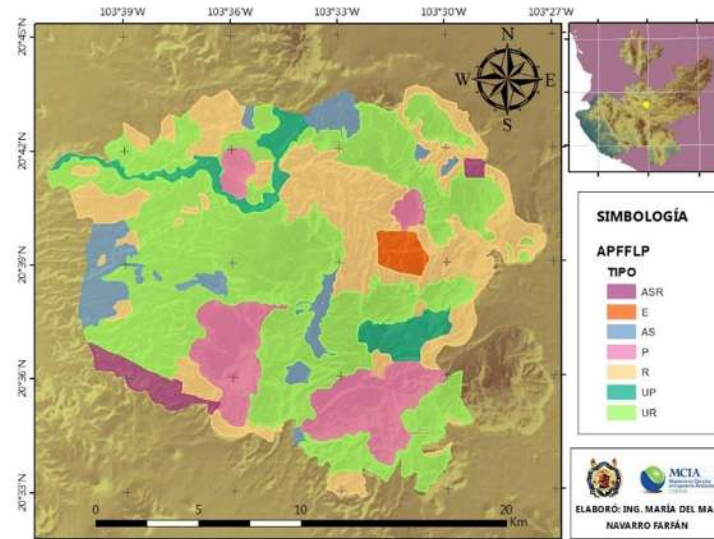 103°39'W 103°36'W 103°33'W 103°30'W 103°27'W
20°45'N
20°42'N
20°39'N
20°36'N
20°33'N
N
W E
S
0 5 10 20
Km
SIMBOLOGÍA
APFFLP
TIPO
ASR
E
AS
P
R
UP
UR
MCIA
ELABORÓ: ING. MARÍA DEL MA
NAVARRO FARFÁN